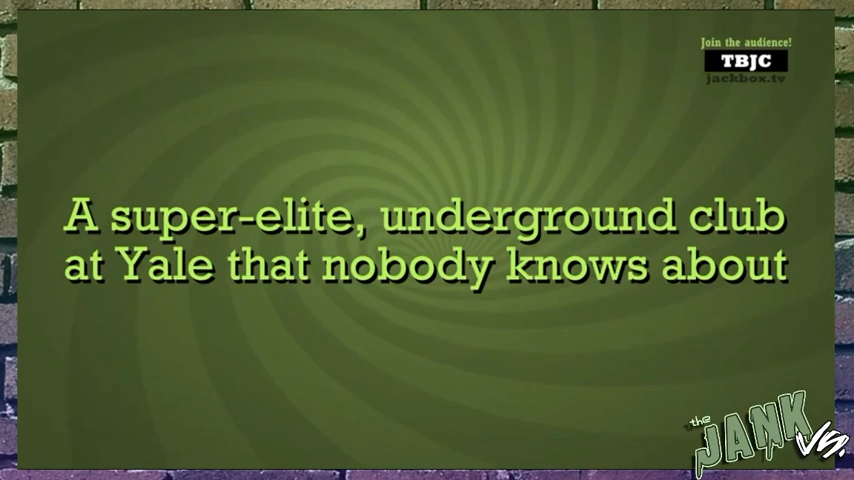 Join the audience!
TBJC
jackbox.tv
A super-elite, underground club
at Yale that nobody knows about
the
JANK
VS.